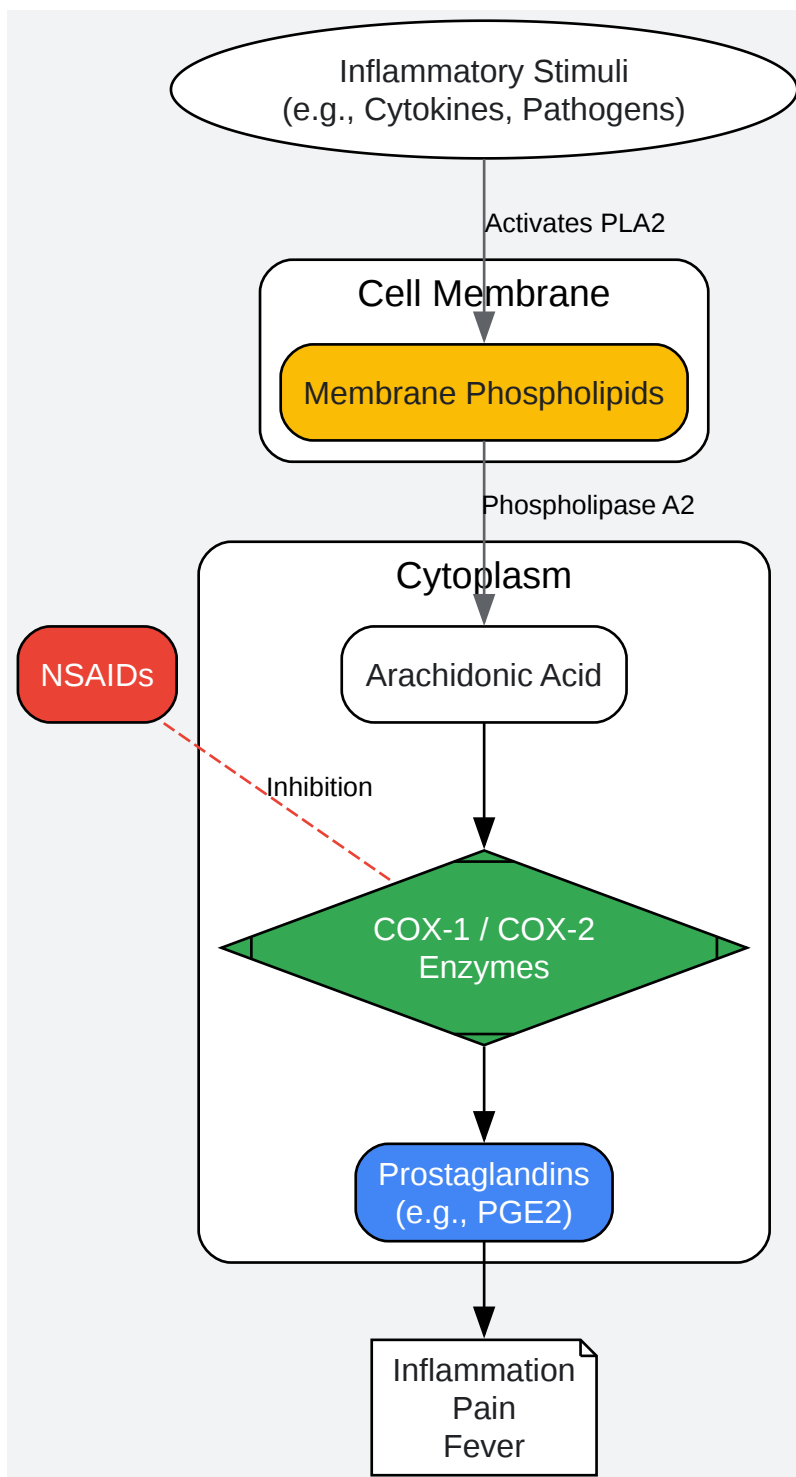 Inflammatory Stimuli
(e.g., Cytokines, Pathogens)
Activates PLA2
Cell Membrane
Membrane Phospholipids
Phospholipase A2
Cytoplasm
NSAIDs
Arachidonic Acid
Inhibition
COX-1 / COX-2
Enzymes
Prostaglandins
(e.g., PGE2)
Inflammation
Pain
Fever